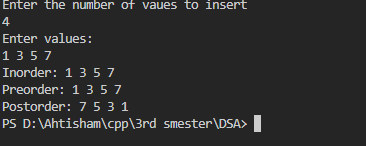 Enter the number of vaues to insert
4
Enter values:
1 3 5 7
Inorder: 1 3 5 7
Preorder: 1 3 5 7
Postorder: 7 5 3 1
PS D:\Ahtisham\cpp\3rd smester\DSA>